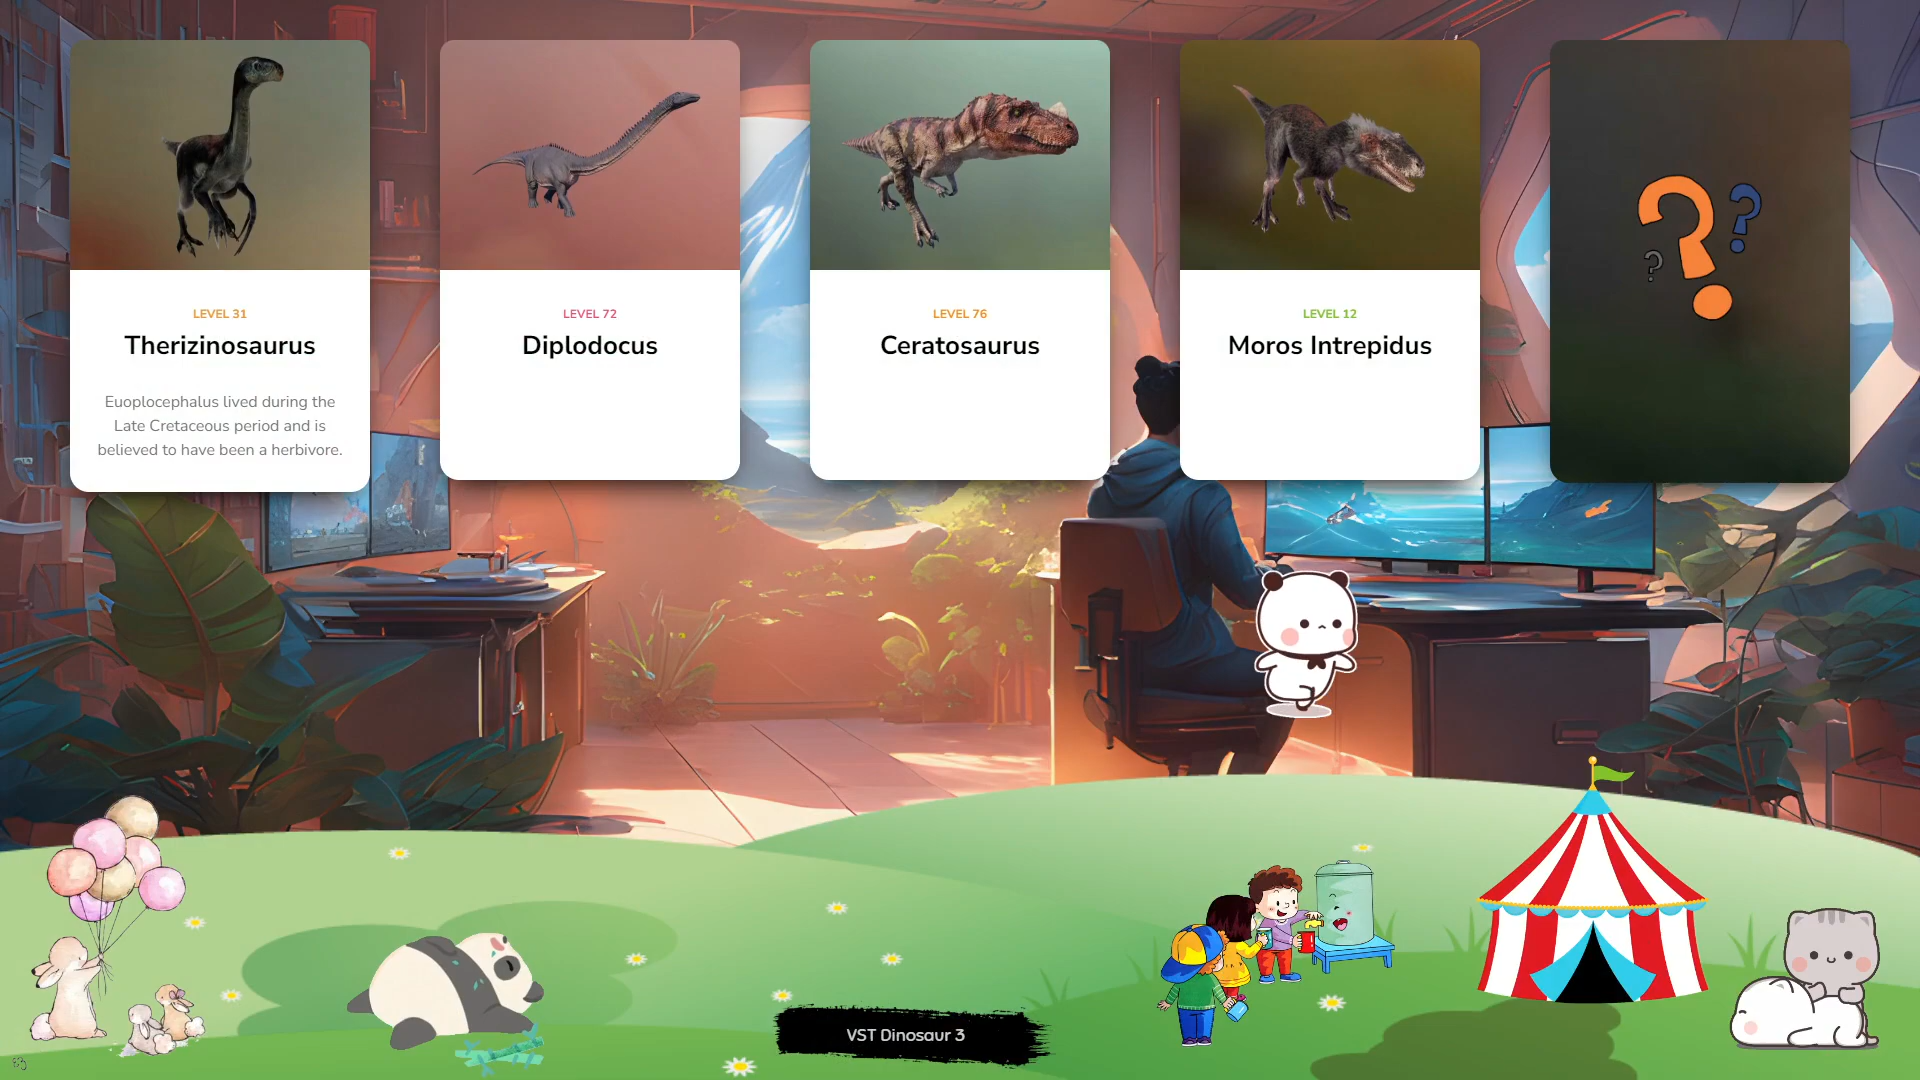 LEVEL 31
Therizinosaurus
Euoplocephalus lived during the
Late Cretaceous period and is
believed to have been a herbivore.
LEVEL 72
Diplodocus
LEVEL 76
Ceratosaurus
LEVEL 12
Moros Intrepidus
? ? ?
VST Dinosaur 3